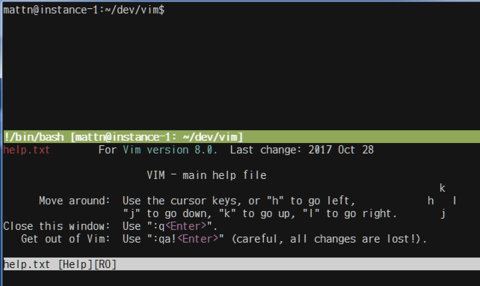 mattn@instance-1:~/dev/vim$
!/bin/bash [mattn@instance-1: ~/dev/vim]
help.txt For Vim version 8.0. Last change: 2017 Oct 28
VIM - main help file
k
Move around: Use the cursor keys, or "h" to go left, h l
"j" to go down, "k" to go up, "l" to go right. j
Close this window: Use ":q<Enter>".
Get out of Vim: Use ":qa!<Enter>" (careful, all changes are lost!).
help.txt [Help][RO]